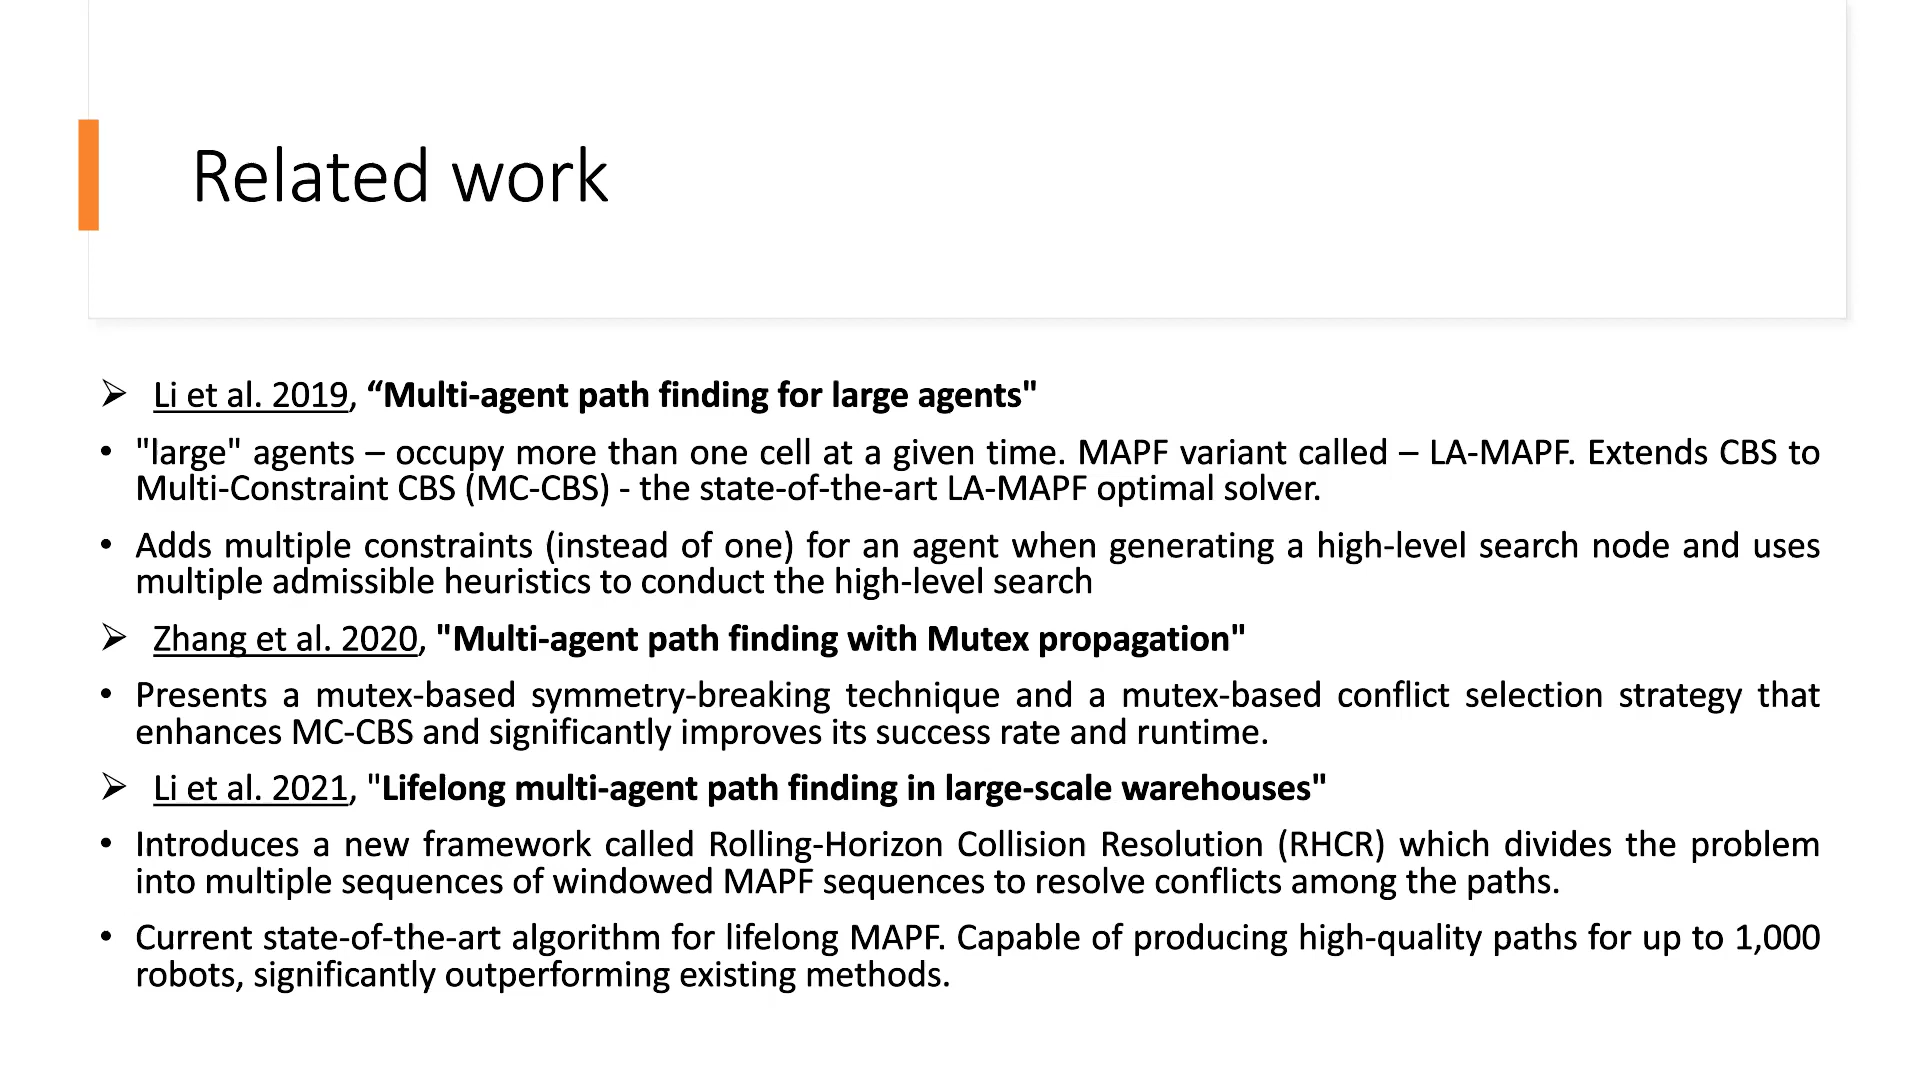 Related work
➢ Li et al. 2019, “Multi-agent path finding for large agents"
• "large" agents – occupy more than one cell at a given time. MAPF variant called – LA-MAPF. Extends CBS to
Multi-Constraint CBS (MC-CBS) - the state-of-the-art LA-MAPF optimal solver.
• Adds multiple constraints (instead of one) for an agent when generating a high-level search node and uses
multiple admissible heuristics to conduct the high-level search
➢ Zhang et al. 2020, "Multi-agent path finding with Mutex propagation"
• Presents a mutex-based symmetry-breaking technique and a mutex-based conflict selection strategy that
enhances MC-CBS and significantly improves its success rate and runtime.
➢ Li et al. 2021, "Lifelong multi-agent path finding in large-scale warehouses"
• Introduces a new framework called Rolling-Horizon Collision Resolution (RHCR) which divides the problem
into multiple sequences of windowed MAPF sequences to resolve conflicts among the paths.
• Current state-of-the-art algorithm for lifelong MAPF. Capable of producing high-quality paths for up to 1,000
robots, significantly outperforming existing methods.